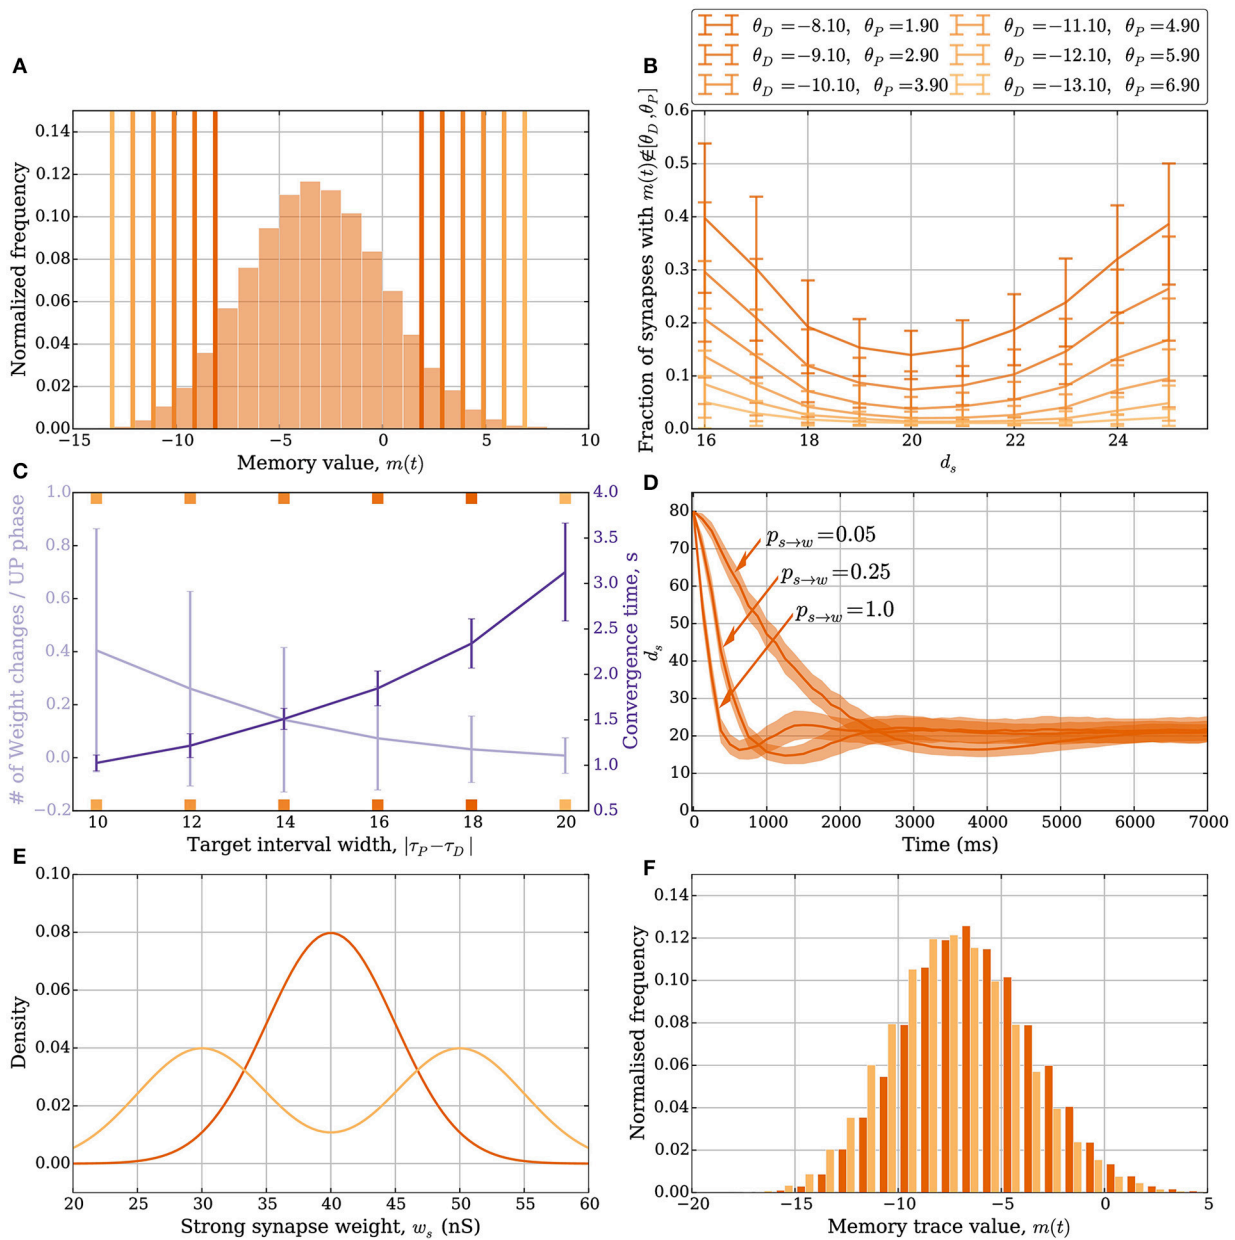 A
Normalized frequency
0.14
0.12
0.10
0.08
0.06
0.04
0.02
0.00
−15 −10 −5 0 5 10
Memory value, m(t)
B
θD =−8.10, θP =1.90 θD =−11.10, θP =4.90
θD =−9.10, θP =2.90 θD =−12.10, θP =5.90
θD =−10.10, θP =3.90 θD =−13.10, θP =6.90
Fraction of synapses with m(t)∉[θD ,θP]
0.6
0.5
0.4
0.3
0.2
0.1
0.0
16 18 20 22 24
ds
C
# of Weight changes / UP phase
1.0
0.8
0.6
0.4
0.2
0.0
−0.2
4.0
3.5
3.0
2.5
2.0
1.5
1.0
0.5
Convergence time, s
10 12 14 16 18 20
Target interval width, |τP−τD|
D
ds
80
70
60
50
40
30
20
10
0
ps→w=0.05
ps→w=0.25
ps→w=1.0
0 1000 2000 3000 4000 5000 6000 7000
Time (ms)
E
Density
0.10
0.08
0.06
0.04
0.02
0.00
20 25 30 35 40 45 50 55 60
Strong synapse weight, ws (nS)
F
Normalised frequency
0.14
0.12
0.10
0.08
0.06
0.04
0.02
0.00
−20 −15 −10 −5 0 5
Memory trace value, m(t)